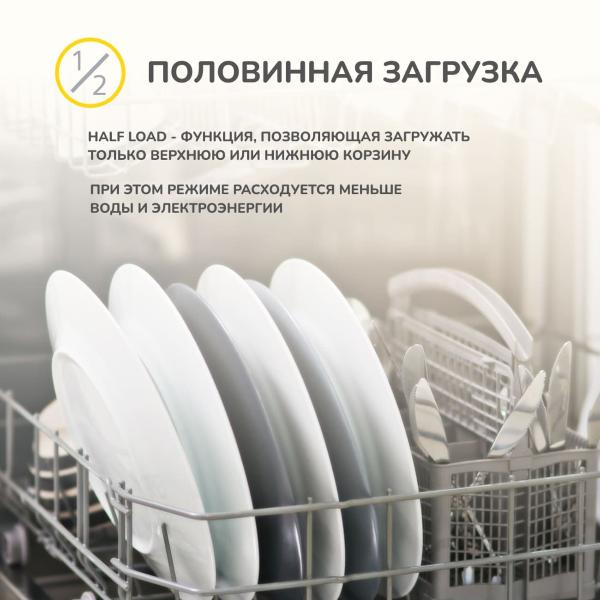 1/2
ПОЛОВИННАЯ ЗАГРУЗКА
HALF LOAD - ФУНКЦИЯ, ПОЗВОЛЯЮЩАЯ ЗАГРУЖАТЬ
ТОЛЬКО ВЕРХНЮЮ ИЛИ НИЖНЮЮ КОРЗИНУ
ПРИ ЭТОМ РЕЖИМЕ РАСХОДУЕТСЯ МЕНЬШЕ
ВОДЫ И ЭЛЕКТРОЭНЕРГИИ